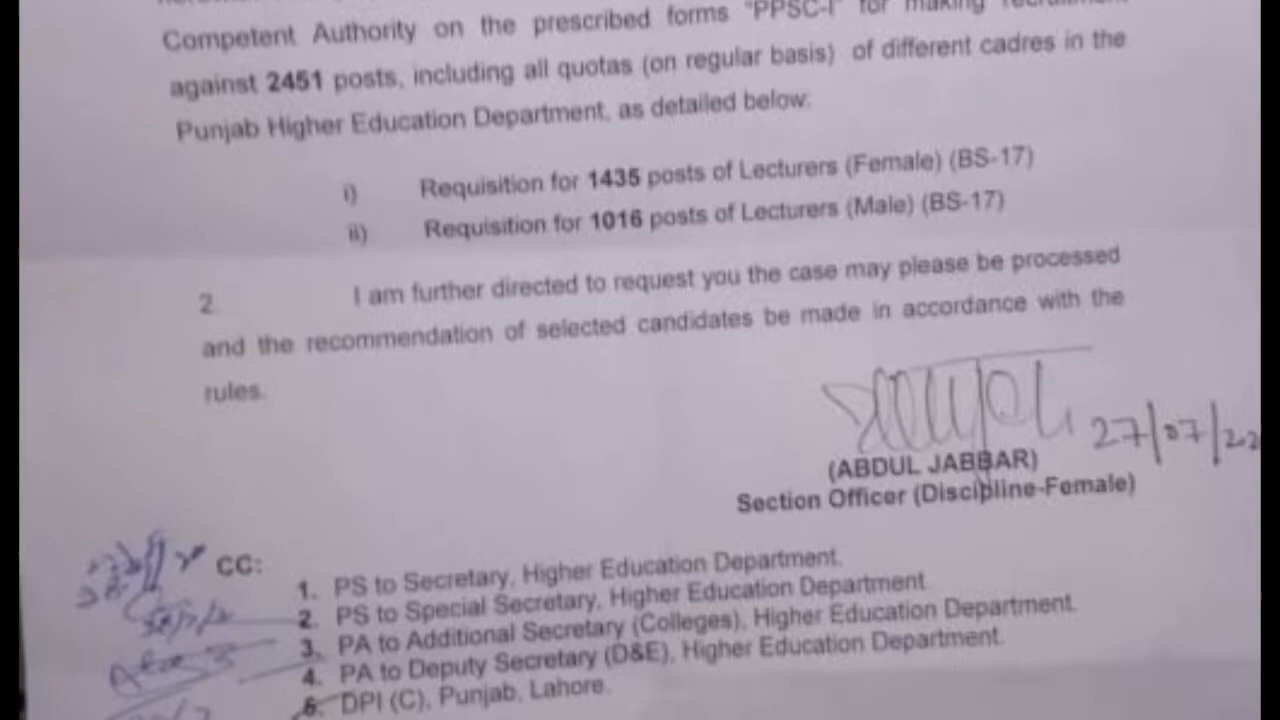 Competent Authority on the prescribed forms "PPSC-I" for making recruitment
against 2451 posts, including all quotas (on regular basis) of different cadres in the
Punjab Higher Education Department, as detailed below:
i) Requisition for 1435 posts of Lecturers (Female) (BS-17)
ii) Requisition for 1016 posts of Lecturers (Male) (BS-17)
2. I am further directed to request you the case may please be processed
and the recommendation of selected candidates be made in accordance with the
rules.
27/07/202
(ABDUL JABBAR)
Section Officer (Discipline-Female)
CC:
1. PS to Secretary, Higher Education Department.
2. PS to Special Secretary, Higher Education Department
3. PA to Additional Secretary (Colleges), Higher Education Department.
4. PA to Deputy Secretary (D&E), Higher Education Department.
5. DPI (C), Punjab, Lahore.